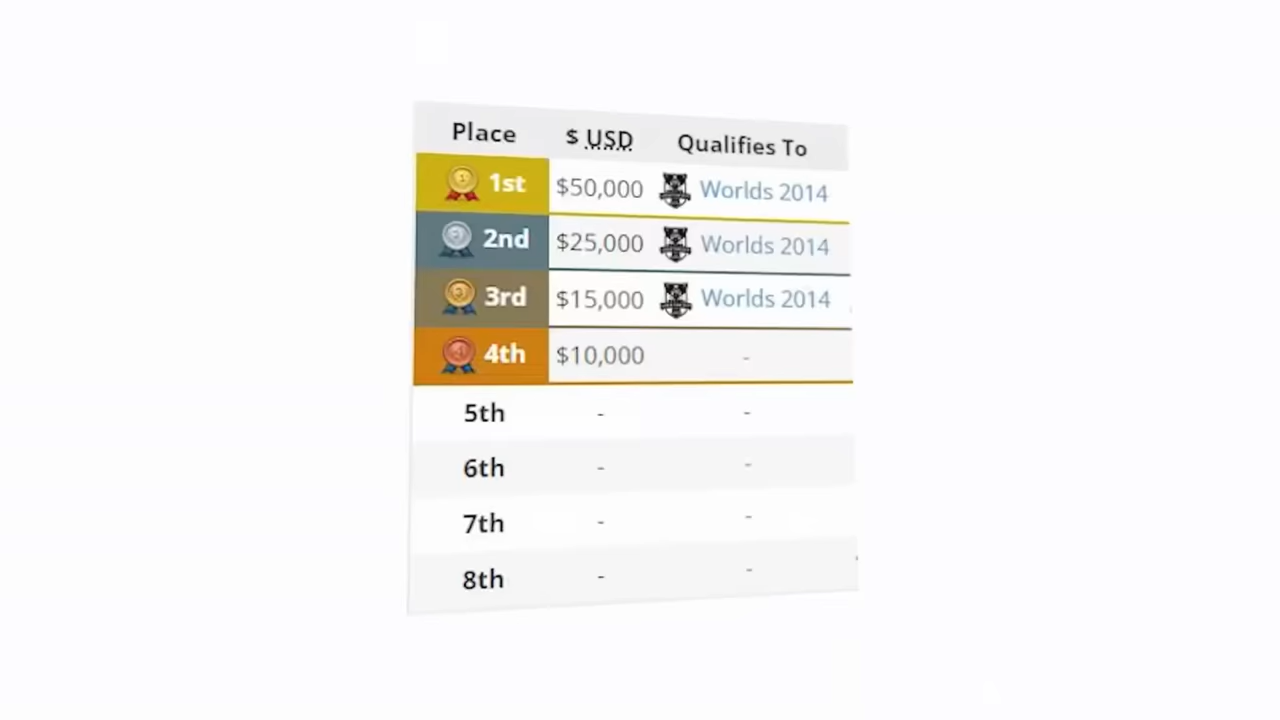 Place $ USD Qualifies To
1st $50,000 Worlds 2014
2nd $25,000 Worlds 2014
3rd $15,000 Worlds 2014
4th $10,000 -
5th - -
6th - -
7th - -
8th - -